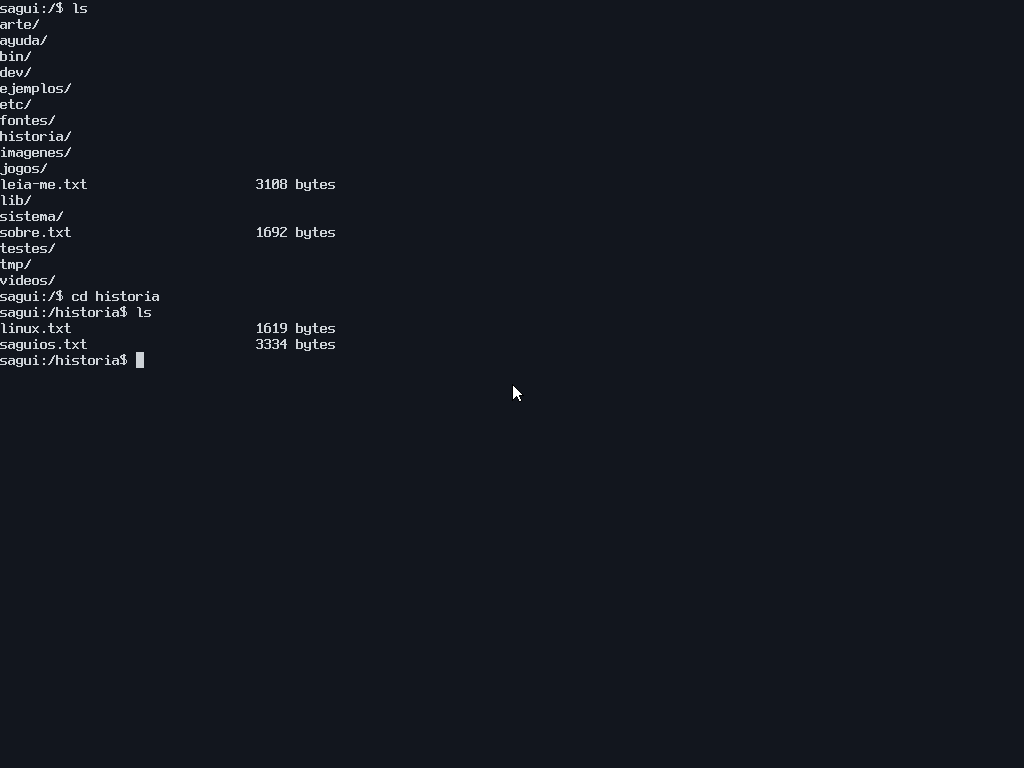 sagui:/$ ls
arte/
ayuda/
bin/
dev/
ejemplos/
etc/
fontes/
historia/
imagenes/
jogos/
leia-me.txt 3108 bytes
lib/
sistema/
sobre.txt 1692 bytes
testes/
tmp/
videos/
sagui:/$ cd historia
sagui:/historia$ ls
linux.txt 1619 bytes
saguios.txt 3334 bytes
sagui:/historia$